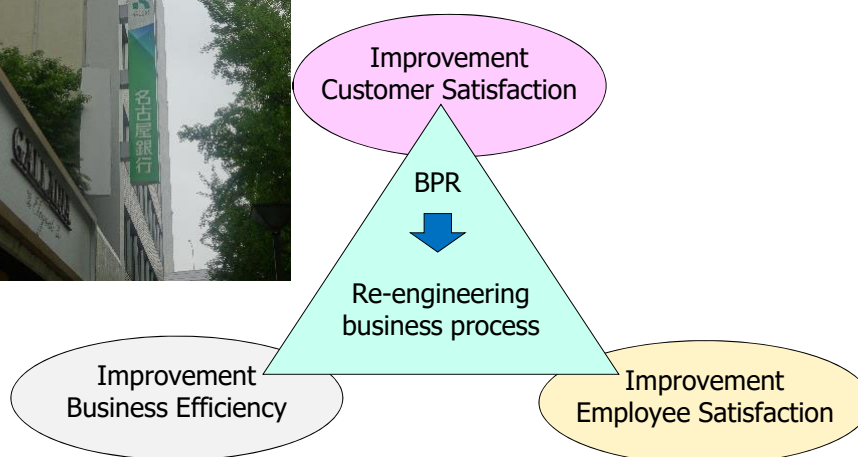 名古屋銀行
Improvement
Customer Satisfaction
BPR
Re-engineering
business process
Improvement
Business Efficiency
Improvement
Employee Satisfaction